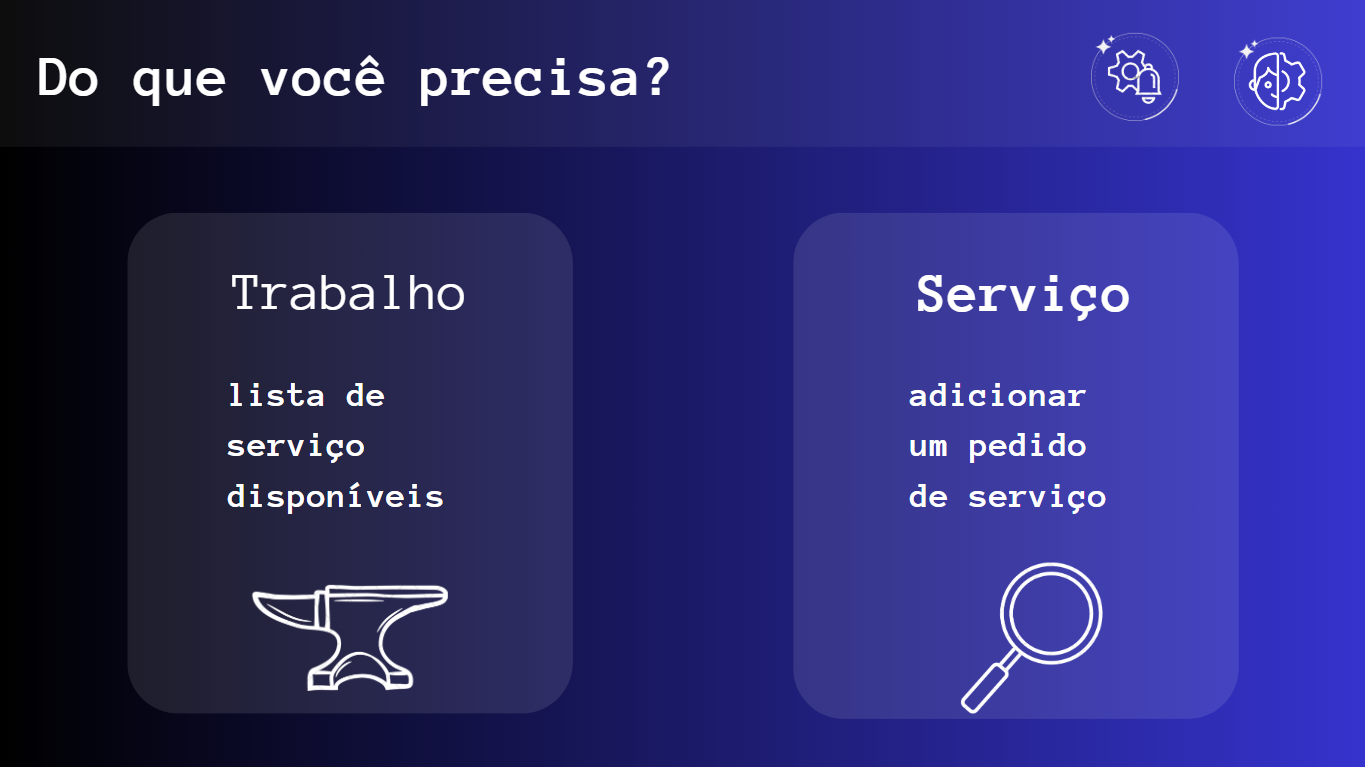 Do que você precisa?
Trabalho
lista de
serviço
disponíveis
Serviço
adicionar
um pedido
de serviço